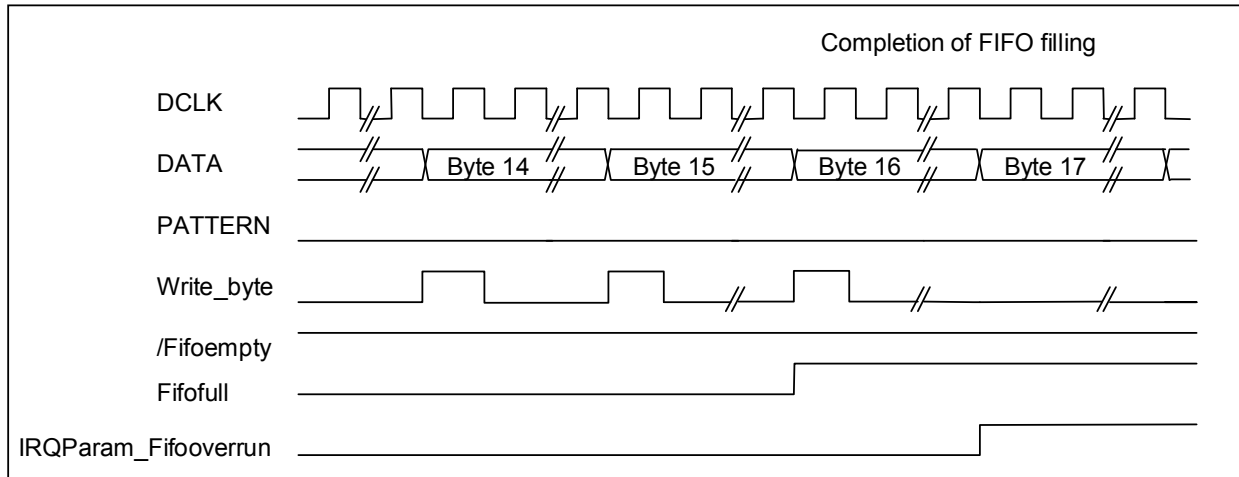 Completion of FIFO filling
DCLK
DATA
Byte 14
Byte 15
Byte 16
Byte 17
PATTERN
Write_byte
/Fifoempty
Fifofull
IRQParam_Fifooverrun